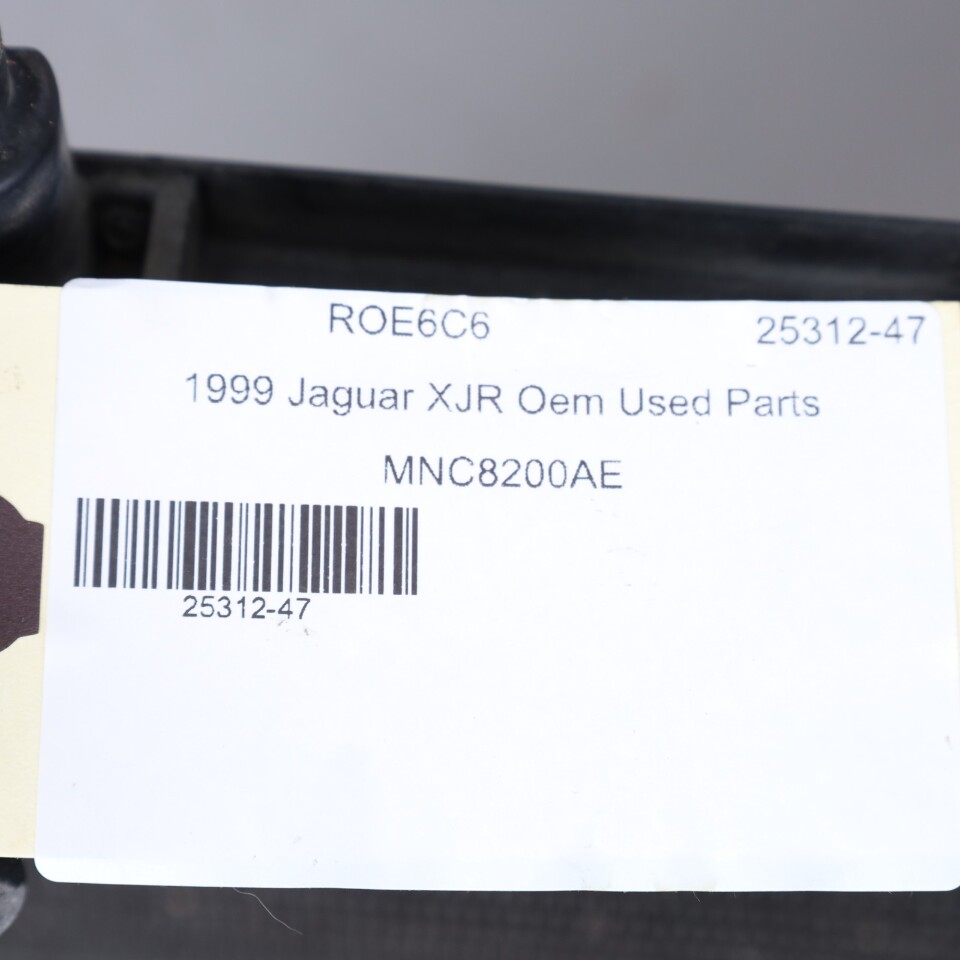 ROE6C6 25312-47
1999 Jaguar XJR Oem Used Parts
MNC8200AE
25312-47